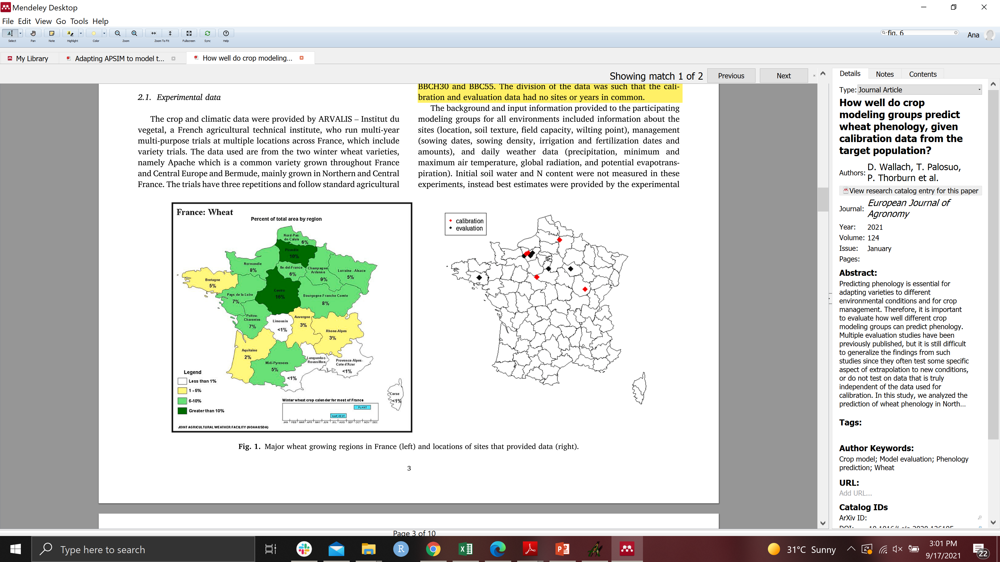 Mendeley Desktop
File Edit View Go Tools Help
Select Pan Note Highlight Color Zoom Zoom To Fit Fullscreen Sync Help
fig. 6
Ana
My Library
Adapting APSIM to model t...
How well do crop modeling...
Showing match 1 of 2
Previous
Next
2.1. Experimental data
The crop and climatic data were provided by ARVALIS – Institut du
vegetal, a French agricultural technical institute, who run multi-year
multi-purpose trials at multiple locations across France, which include
variety trials. The data used are from the two winter wheat varieties,
namely Apache which is a common variety grown throughout France
and Central Europe and Bermude, mainly grown in Northern and Central
France. The trials have three repetitions and follow standard agricultural
BBCH30 and BBC55. The division of the data was such that the cali-
bration and evaluation data had no sites or years in common.
The background and input information provided to the participating
modeling groups for all environments included information about the
sites (location, soil texture, field capacity, wilting point), management
(sowing dates, sowing density, irrigation and fertilization dates and
amounts), and daily weather data (precipitation, minimum and
maximum air temperature, global radiation, and potential evapotrans-
piration). Initial soil water and N content were not measured in these
experiments, instead best estimates were provided by the experimental
France: Wheat
Percent of total area by region
Nord-Pas-
de-Calais
6%
Picardie
10%
Normandie
8%
Ile-del-France
6%
Champagne
Ardenne
9%
Lorraine - Alsace
5%
Bretagne
5%
Pays de la Loire
7%
Centre
16%
Bourgogne-Franche Comte
8%
Poitou-
Charentes
7%
Limousin
<1%
Auvergne
3%
Rhone-Alpes
3%
Aquitaine
2%
Midi-Pyrenees
5%
Languedoc-
Roussillon
<1%
Provence-Alpes-
Cote d'Azur
<1%
Corse
<1%
Legend
Less than 1%
1 - 5%
6-10%
Greater than 10%
Winter wheat crop calender for most of France
PLANT
HARVEST
JAN FEB MAR APR MAY JUN JUL AUG SEP OCT NOV DEC
JOINT AGRICULTURAL WEATHER FACILITY (NOAA/USDA)
calibration
evaluation
Fig. 1. Major wheat growing regions in France (left) and locations of sites that provided data (right).
3
Page 3 of 10
Details Notes Contents
Type: Journal Article
How well do crop
modeling groups predict
wheat phenology, given
calibration data from the
target population?
Authors: D. Wallach, T. Palosuo,
P. Thorburn et al.
View research catalog entry for this paper
Journal: European Journal of
Agronomy
Year: 2021
Volume: 124
Issue: January
Pages:
Abstract:
Predicting phenology is essential for
adapting varieties to different
environmental conditions and for crop
management. Therefore, it is important
to evaluate how well different crop
modeling groups can predict phenology.
Multiple evaluation studies have been
previously published, but it is still difficult
to generalize the findings from such
studies since they often test some specific
aspect of extrapolation to new conditions,
or do not test on data that is truly
independent of the data used for
calibration. In this study, we analyzed the
prediction of wheat phenology in North...
Tags:
Author Keywords:
Crop model; Model evaluation; Phenology
prediction; Wheat
URL:
Add URL...
Catalog IDs
ArXiv ID:
DOI:
Type here to search
31°C Sunny
3:01 PM
9/17/2021
22